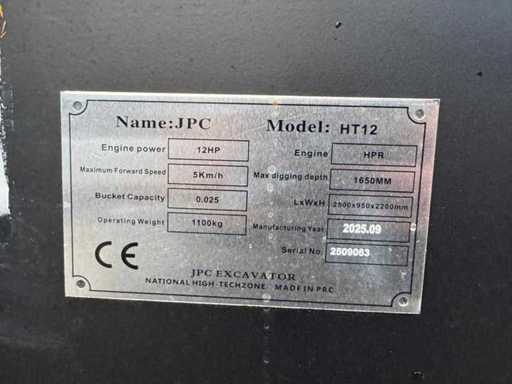 Name:JPC Model: HT12
Engine power 12HP Engine HPR
Maximum Forward Speed 5Km/h Max digging depth 1650MM
Bucket Capacity 0.025 LxWxH 2500x950x2200mm
Operating Weight 1100kg Manufacturing Year 2025.09
Serial No. 2509063
CE
JPC EXCAVATOR
NATIONAL HIGH-TECHZONE MADE IN PRC